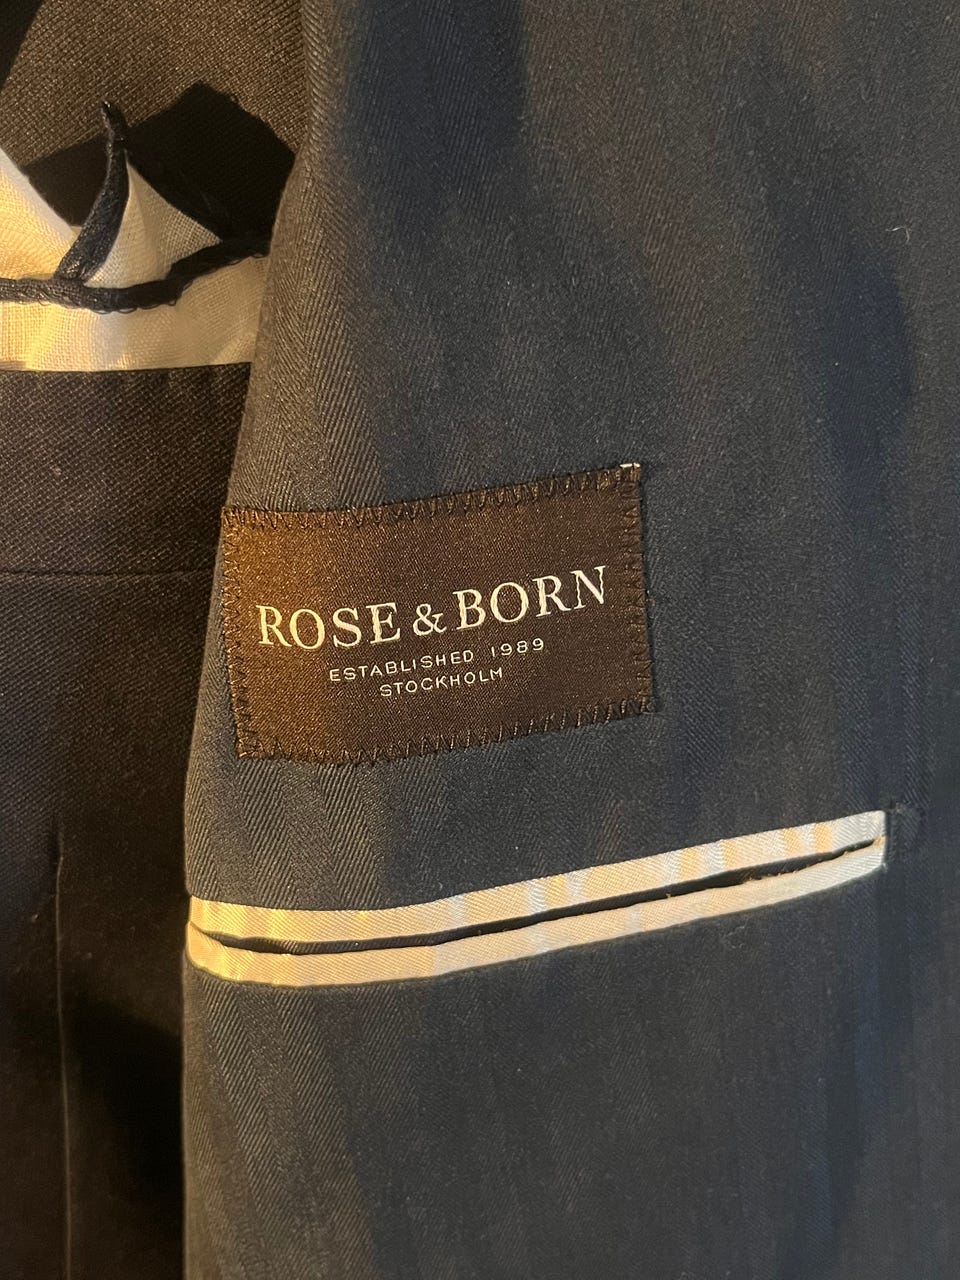 ROSE & BORN
ESTABLISHED 1989
STOCKHOLM